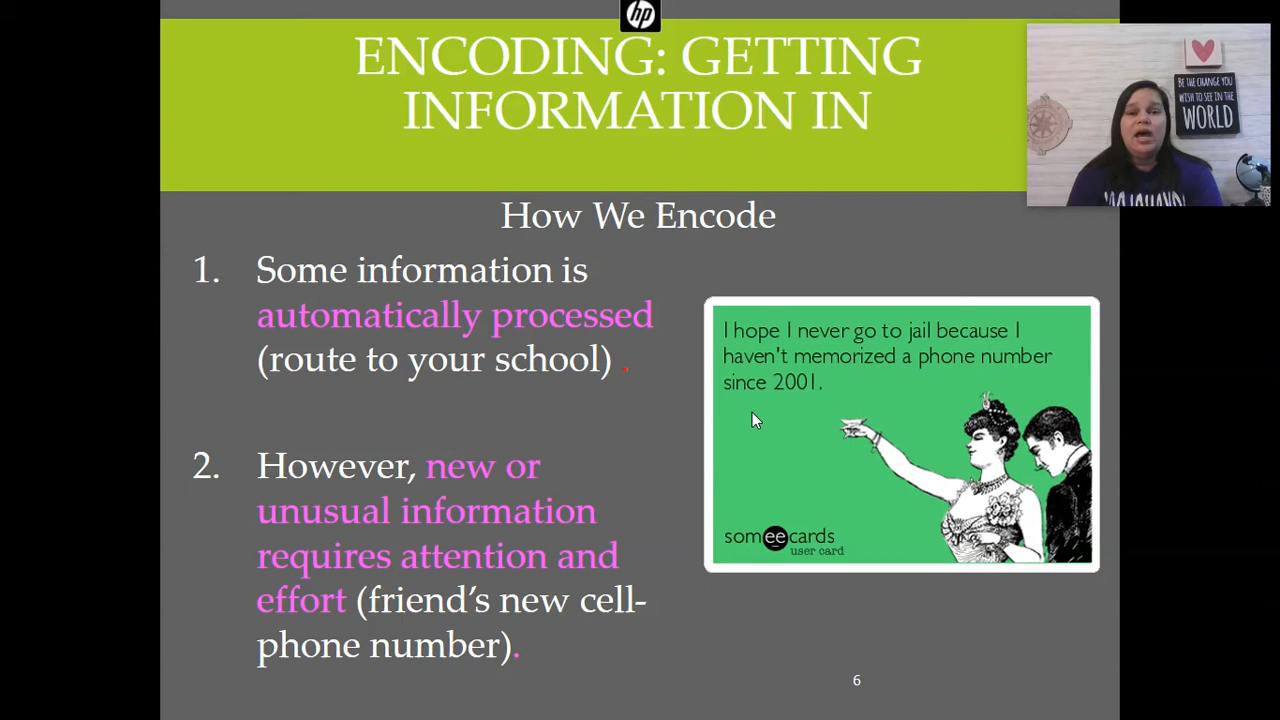 hp
ENCODING: GETTING
INFORMATION IN
BE THE CHANGE YOU
WISH TO SEE IN THE
WORLD
How We Encode
1. Some information is
automatically processed
(route to your school) .
2. However, new or
unusual information
requires attention and
effort (friend's new cell-
phone number).
I hope I never go to jail because I
haven't memorized a phone number
since 2001.
someecards
user card
6